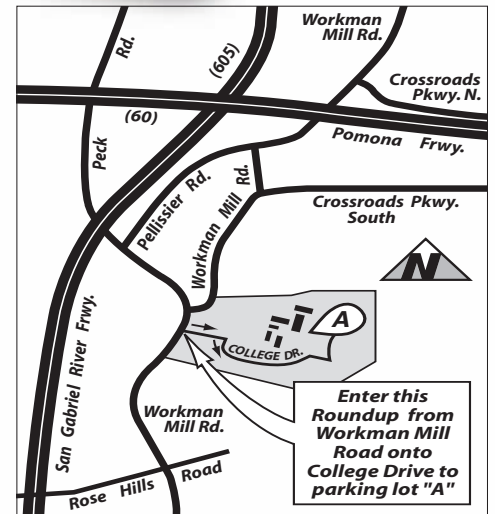 Workman
Mill Rd.
Rd.
(605)
Crossroads
Pkwy. N.
(60)
Pomona Frwy.
Peck
Pellissier Rd.
Workman Mill Rd.
Crossroads Pkwy.
South
N
A
COLLEGE DR.
San Gabriel River Frwy.
Workman
Mill Rd.
Enter this
Roundup from
Workman Mill
Road onto
College Drive to
parking lot "A"
Rose Hills Road